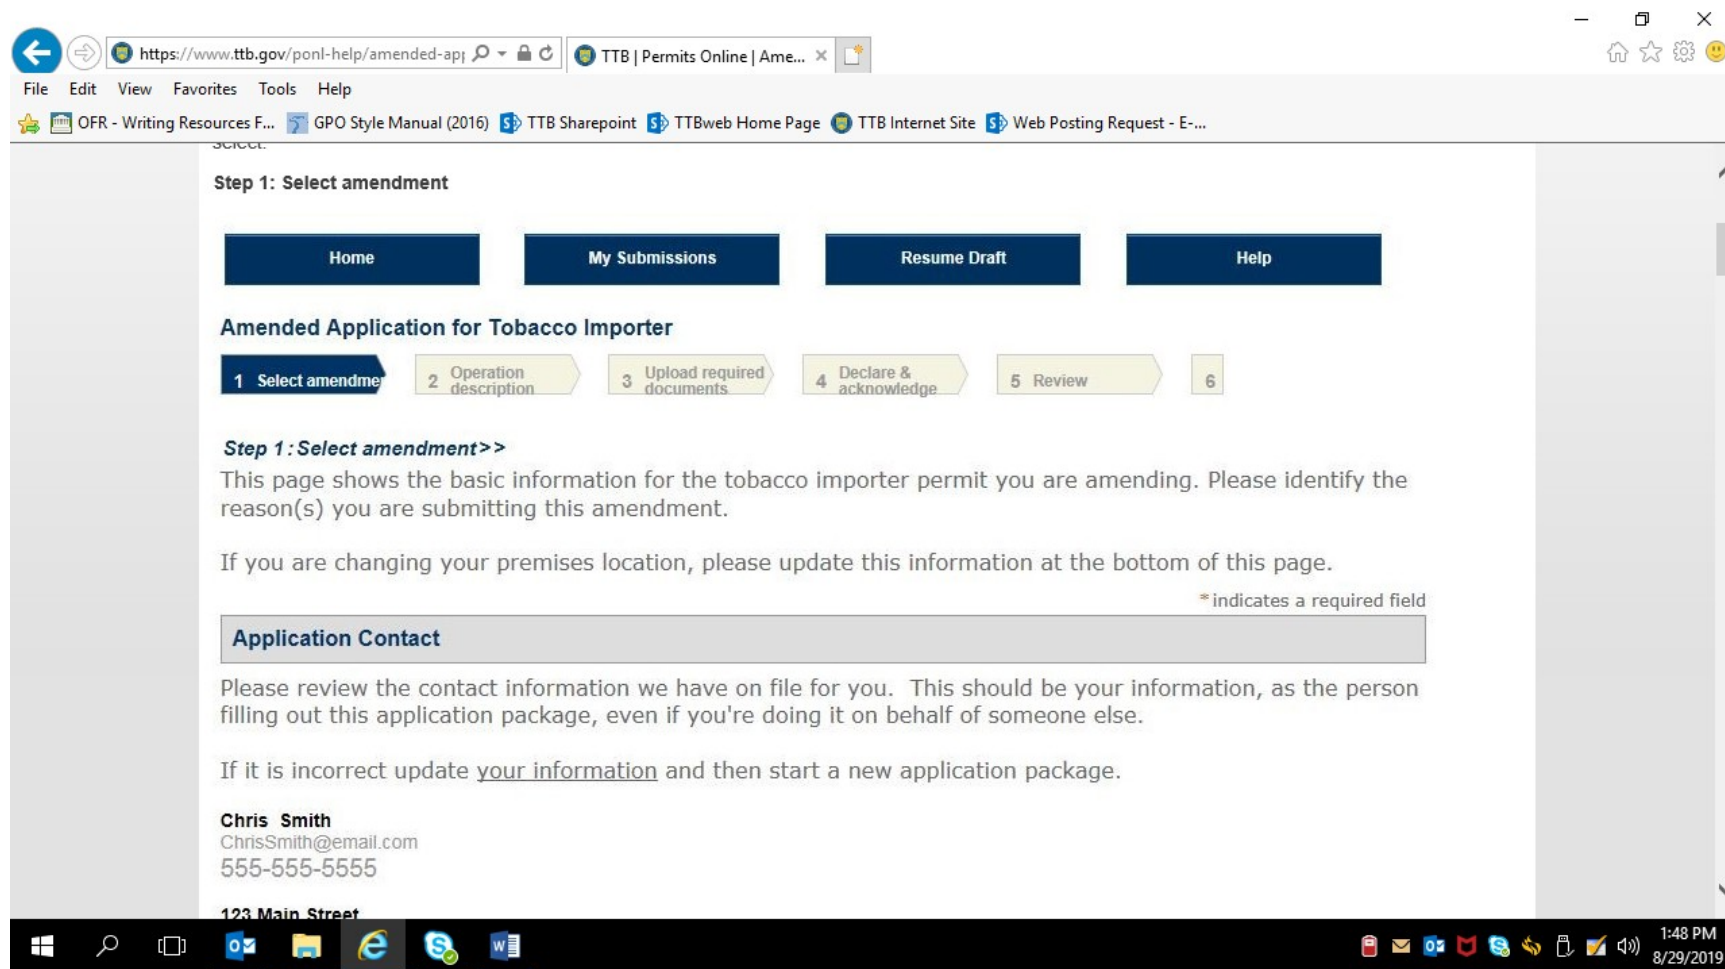 https://www.ttb.gov/ponl-help/amended-app
TTB | Permits Online | Ame...
File Edit View Favorites Tools Help
OFR - Writing Resources F... GPO Style Manual (2016) TTB Sharepoint TTBweb Home Page TTB Internet Site Web Posting Request - E-...
select.
Step 1: Select amendment
Home My Submissions Resume Draft Help
Amended Application for Tobacco Importer
1 Select amendme
2 Operation
description
3 Upload required
documents
4 Declare &
acknowledge
5 Review
6
Step 1:Select amendment>>
This page shows the basic information for the tobacco importer permit you are amending. Please identify the
reason(s) you are submitting this amendment.
If you are changing your premises location, please update this information at the bottom of this page.
*indicates a required field
Application Contact
Please review the contact information we have on file for you. This should be your information, as the person
filling out this application package, even if you're doing it on behalf of someone else.
If it is incorrect update your information and then start a new application package.
Chris Smith
ChrisSmith@email.com
555-555-5555
123 Main Street
1:48 PM
8/29/2019